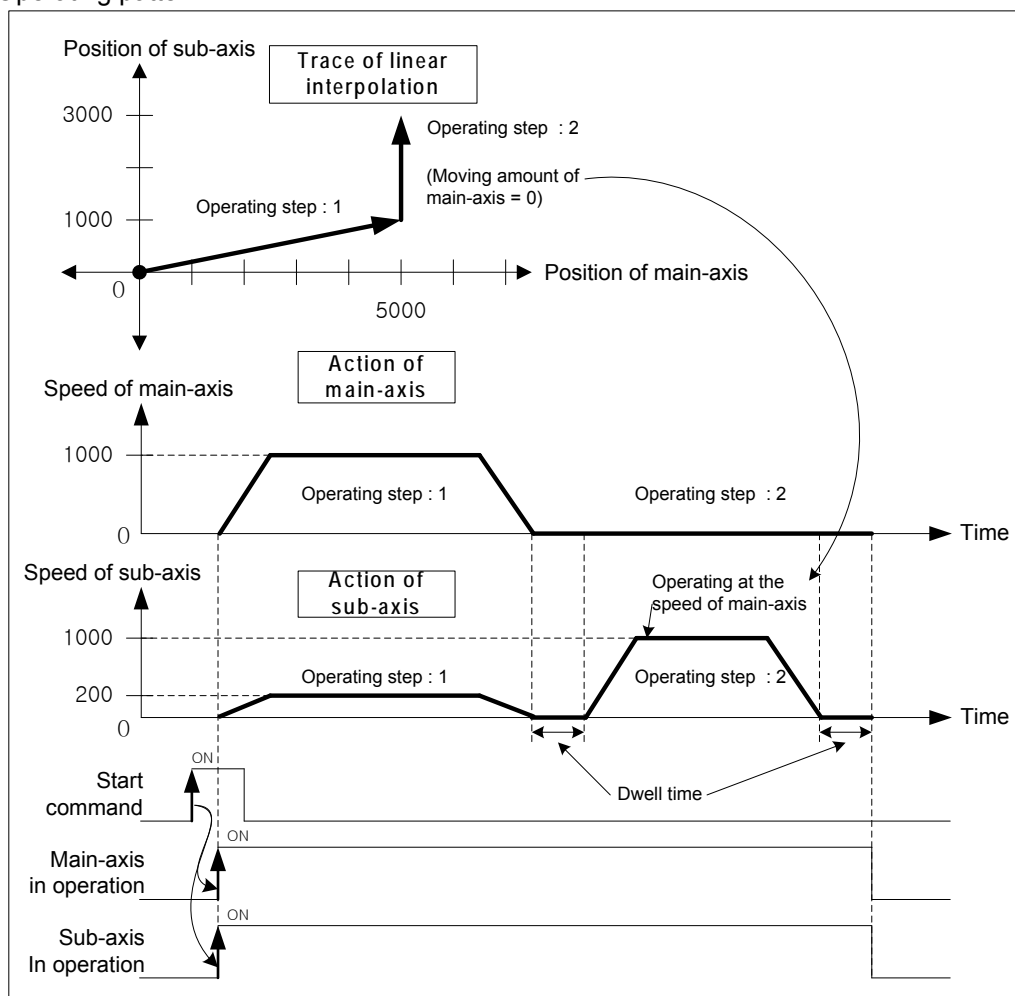 Position of sub-axis
Trace of linear
interpolation
3000
Operating step : 2
(Moving amount of
main-axis = 0)
Operating step : 1
1000
0
Position of main-axis
5000
Action of
main-axis
Speed of main-axis
1000
Operating step : 1
Operating step : 2
0
Time
Speed of sub-axis
Action of
sub-axis
Operating at the
speed of main-axis
1000
200
Operating step : 1
Operating step : 2
0
Time
ON
Start
command
Dwell time
ON
Main-axis
in operation
ON
Sub-axis
In operation